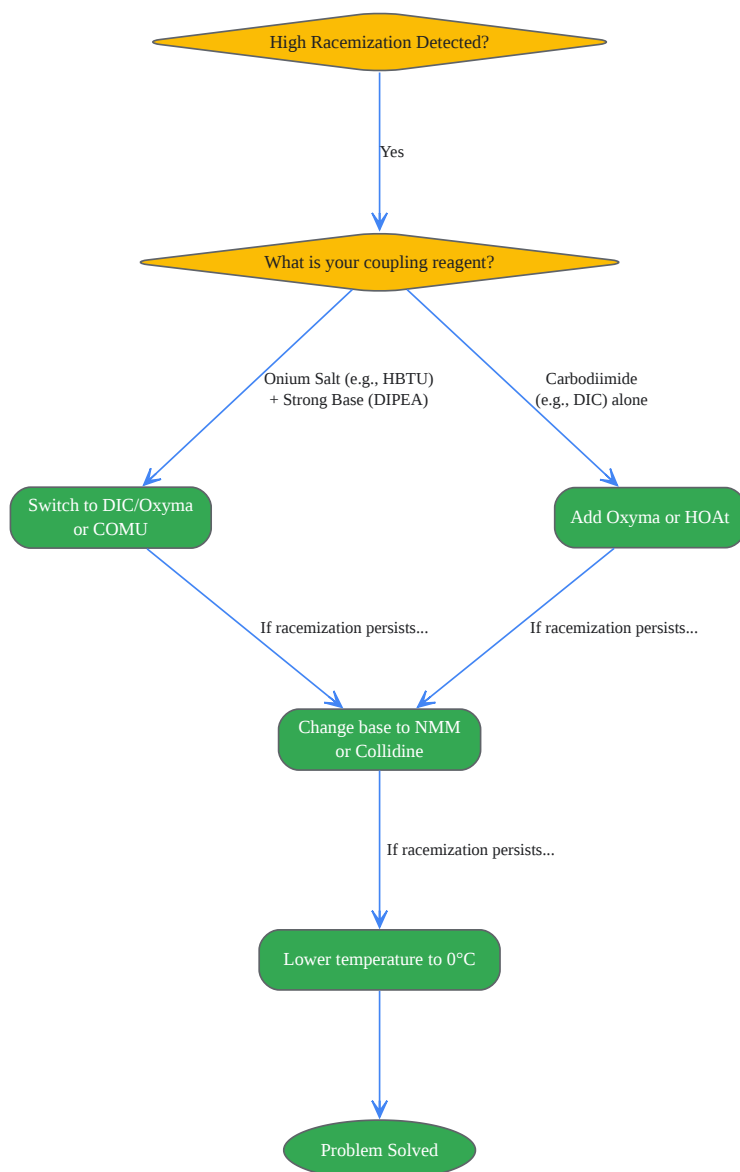 High Racemization Detected?
Yes
What is your coupling reagent?
Onium Salt (e.g., HBTU)
+ Strong Base (DIPEA)
Carbodiimide
(e.g., DIC) alone
Switch to DIC/Oxyma
or COMU
Add Oxyma or HOAt
If racemization persists...
If racemization persists...
Change base to NMM
or Collidine
If racemization persists...
Lower temperature to 0°C
Problem Solved